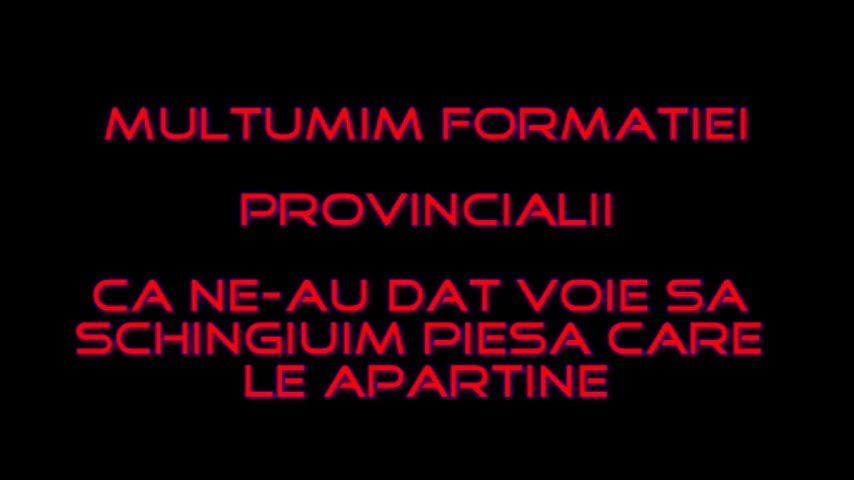 MULTUMIM FORMATIEI
PROVINCIALII
CA NE-AU DAT VOIE SA
SCHINGIUIM PIESA CARE
LE APARTINE